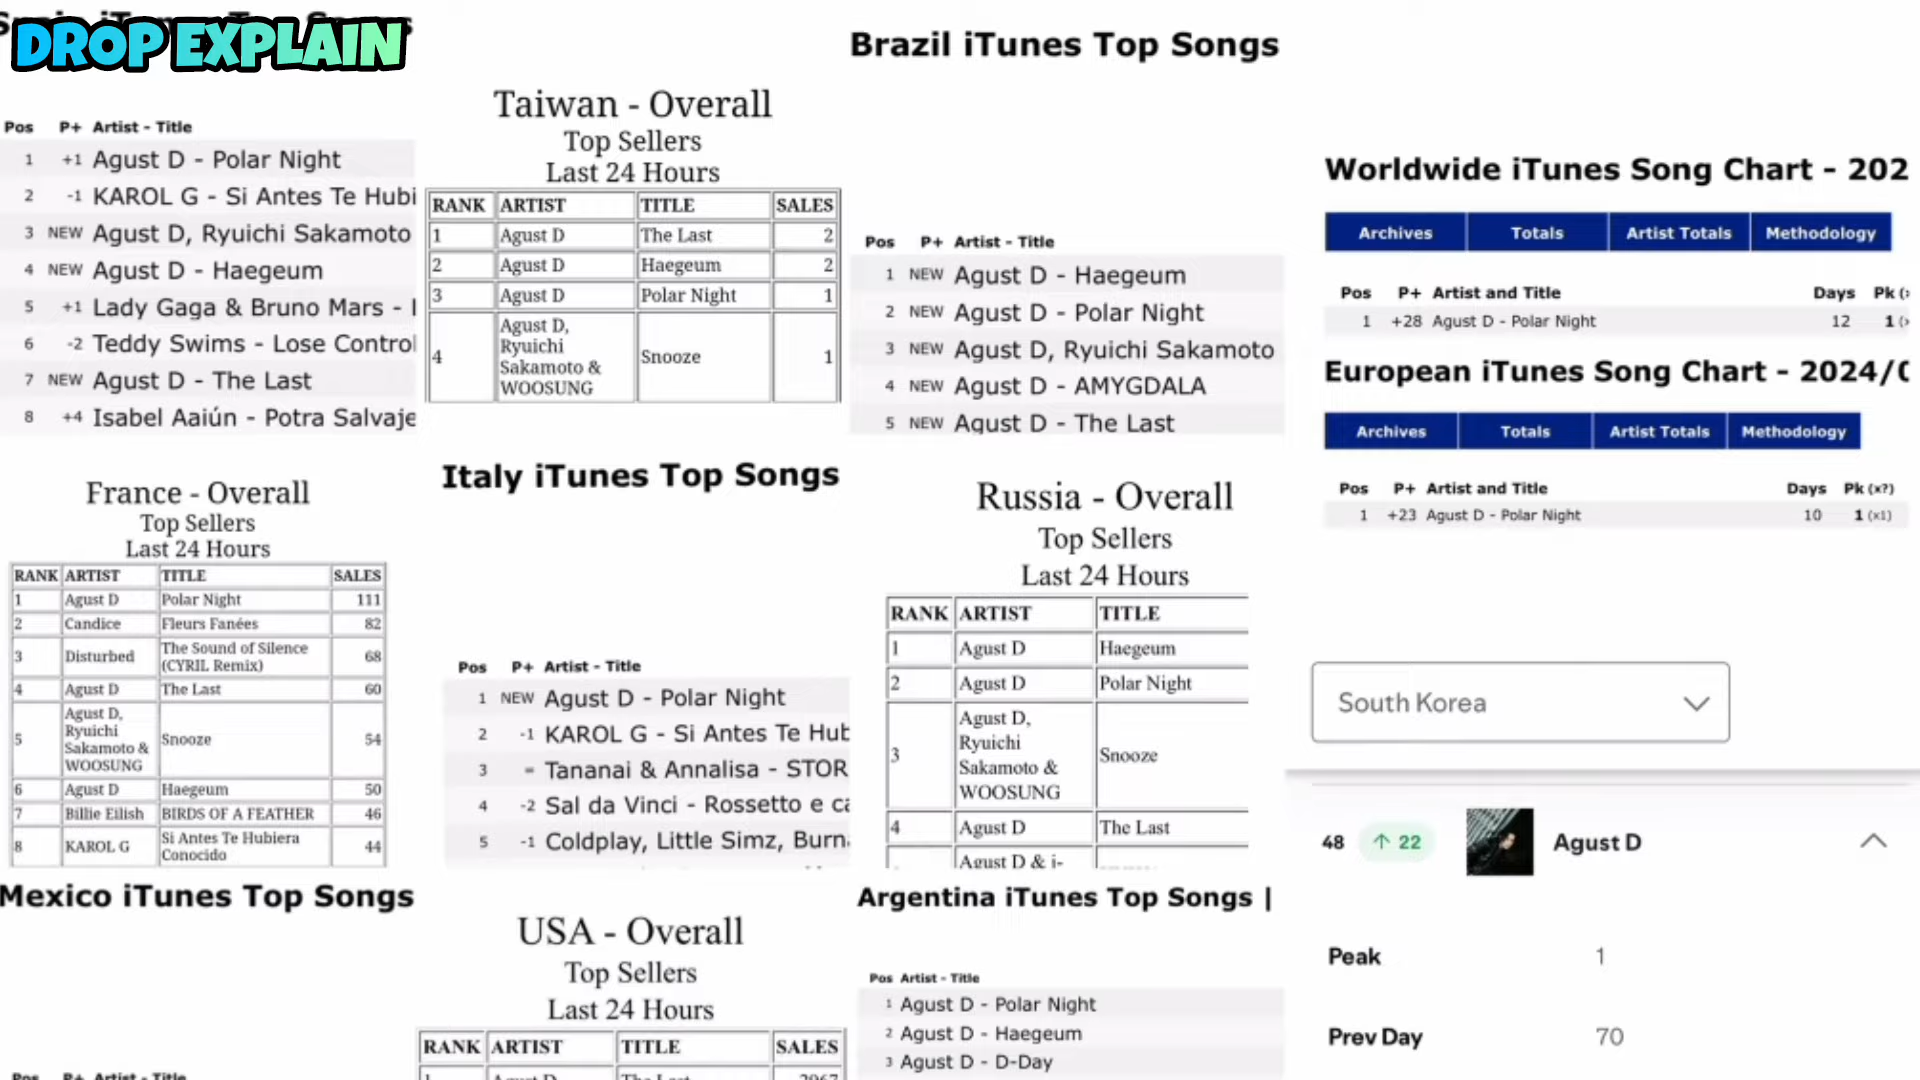 DROP EXPLAIN
iTunes Top Songs
Pos P+ Artist - Title
1 +1 Agust D - Polar Night
2 -1 KAROL G - Si Antes Te Hubi
3 NEW Agust D, Ryuichi Sakamoto
4 NEW Agust D - Haegeum
5 +1 Lady Gaga & Bruno Mars -
6 -2 Teddy Swims - Lose Control
7 NEW Agust D - The Last
8 +4 Isabel Aaiún - Potra Salvaje
Taiwan - Overall
Top Sellers
Last 24 Hours
RANK ARTIST TITLE SALES
1 Agust D The Last 2
2 Agust D Haegeum 2
3 Agust D Polar Night 1
4 Agust D, Ryuichi Sakamoto & WOOSUNG Snooze 1
Brazil iTunes Top Songs
Pos P+ Artist - Title
1 NEW Agust D - Haegeum
2 NEW Agust D - Polar Night
3 NEW Agust D, Ryuichi Sakamoto
4 NEW Agust D - AMYGDALA
5 NEW Agust D - The Last
Worldwide iTunes Song Chart - 202
Archives Totals Artist Totals Methodology
Pos P+ Artist and Title Days Pk
1 +28 Agust D - Polar Night 12 1
European iTunes Song Chart - 2024/0
Archives Totals Artist Totals Methodology
Pos P+ Artist and Title Days Pk (x?)
1 +23 Agust D - Polar Night 10 1 (x1)
France - Overall
Top Sellers
Last 24 Hours
RANK ARTIST TITLE SALES
1 Agust D Polar Night 111
2 Candice Fleurs Fanées 82
3 Disturbed The Sound of Silence (CYRIL Remix) 68
4 Agust D The Last 60
5 Agust D, Ryuichi Sakamoto & WOOSUNG Snooze 54
6 Agust D Haegeum 50
7 Billie Eilish BIRDS OF A FEATHER 46
8 KAROL G Si Antes Te Hubiera Conocido 44
Italy iTunes Top Songs
Pos P+ Artist - Title
1 NEW Agust D - Polar Night
2 -1 KAROL G - Si Antes Te Hub
3 = Tananai & Annalisa - STOR
4 -2 Sal da Vinci - Rossetto e ca
5 -1 Coldplay, Little Simz, Burn
Russia - Overall
Top Sellers
Last 24 Hours
RANK ARTIST TITLE
1 Agust D Haegeum
2 Agust D Polar Night
3 Agust D, Ryuichi Sakamoto & WOOSUNG Snooze
4 Agust D The Last
Agust D & i-
South Korea
48 ↑ 22 Agust D
Peak 1
Prev Day 70
Mexico iTunes Top Songs
Pos P+ Artist - Title
USA - Overall
Top Sellers
Last 24 Hours
RANK ARTIST TITLE SALES
1 Agust D The Last 2967
Argentina iTunes Top Songs |
Pos Artist - Title
1 Agust D - Polar Night
2 Agust D - Haegeum
3 Agust D - D-Day